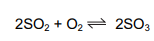 2SO₂ + O₂ ⇌ 2SO₃